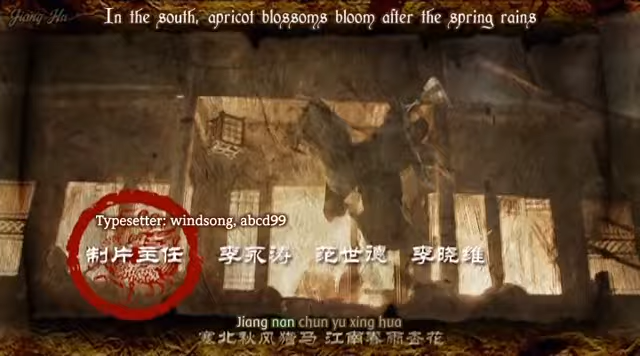 Jiang Hu
In the south, apricot blossoms bloom after the spring rains
Typesetter: windsong, abcd99
制片主任 李永涛 范世德 李晓维
Jiang nan chun yu xing hua
塞北秋风猎马 江南春雨杏花